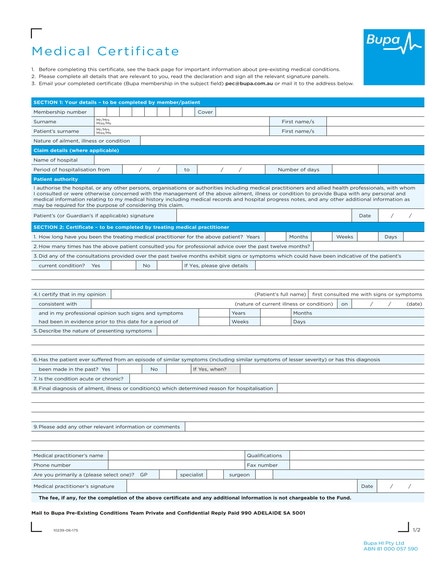 Bupa
Medical Certificate
1. Before completing this certificate, see the back page for important information about pre-existing medical conditions.
2. Please complete all details that are relevant to you, read the declaration and sign all the relevant signature panels.
3. Email your completed certificate (Bupa membership in the subject field) pec@bupa.com.au or mail it to the address below.
SECTION 1: Your details – to be completed by member/patient
Membership number Cover
Surname Mr/Mrs Miss/Ms First name/s
Patient's surname Mr/Mrs Miss/Ms First name/s
Nature of ailment, illness or condition
Claim details (where applicable)
Name of hospital
Period of hospitalisation from / / to / / Number of days
Patient authority
I authorise the hospital, or any other persons, organisations or authorities including medical practitioners and allied health professionals, with whom
I consulted or were otherwise concerned with the management of the above ailment, illness or condition to provide Bupa with any personal and
medical information relating to my medical history including medical records and hospital progress notes, and any other additional information as
may be required for the purpose of considering this claim.
Patient's (or Guardian's if applicable) signature Date / /
SECTION 2: Certificate – to be completed by treating medical practitioner
1. How long have you been the treating medical practitioner for the above patient? Years Months Weeks Days
2. How many times has the above patient consulted you for professional advice over the past twelve months?
3. Did any of the consultations provided over the past twelve months exhibit signs or symptoms which could have been indicative of the patient's
current condition? Yes No If Yes, please give details
4. I certify that in my opinion (Patient's full name) first consulted me with signs or symptoms
consistent with (nature of current illness or condition) on / / (date)
and in my professional opinion such signs and symptoms Years Months
had been in evidence prior to this date for a period of Weeks Days
5. Describe the nature of presenting symptoms
6. Has the patient ever suffered from an episode of similar symptoms (including similar symptoms of lesser severity) or has this diagnosis
been made in the past? Yes No If Yes, when?
7. Is the condition acute or chronic?
8. Final diagnosis of ailment, illness or condition(s) which determined reason for hospitalisation
9. Please add any other relevant information or comments
Medical practitioner's name Qualifications
Phone number Fax number
Are you primarily a (please select one)? GP specialist surgeon
Medical practitioner's signature Date / /
The fee, if any, for the completion of the above certificate and any additional information is not chargeable to the Fund.
Mail to Bupa Pre-Existing Conditions Team Private and Confidential Reply Paid 990 ADELAIDE SA 5001
1/2
Bupa HI Pty Ltd
ABN 81 000 057 590